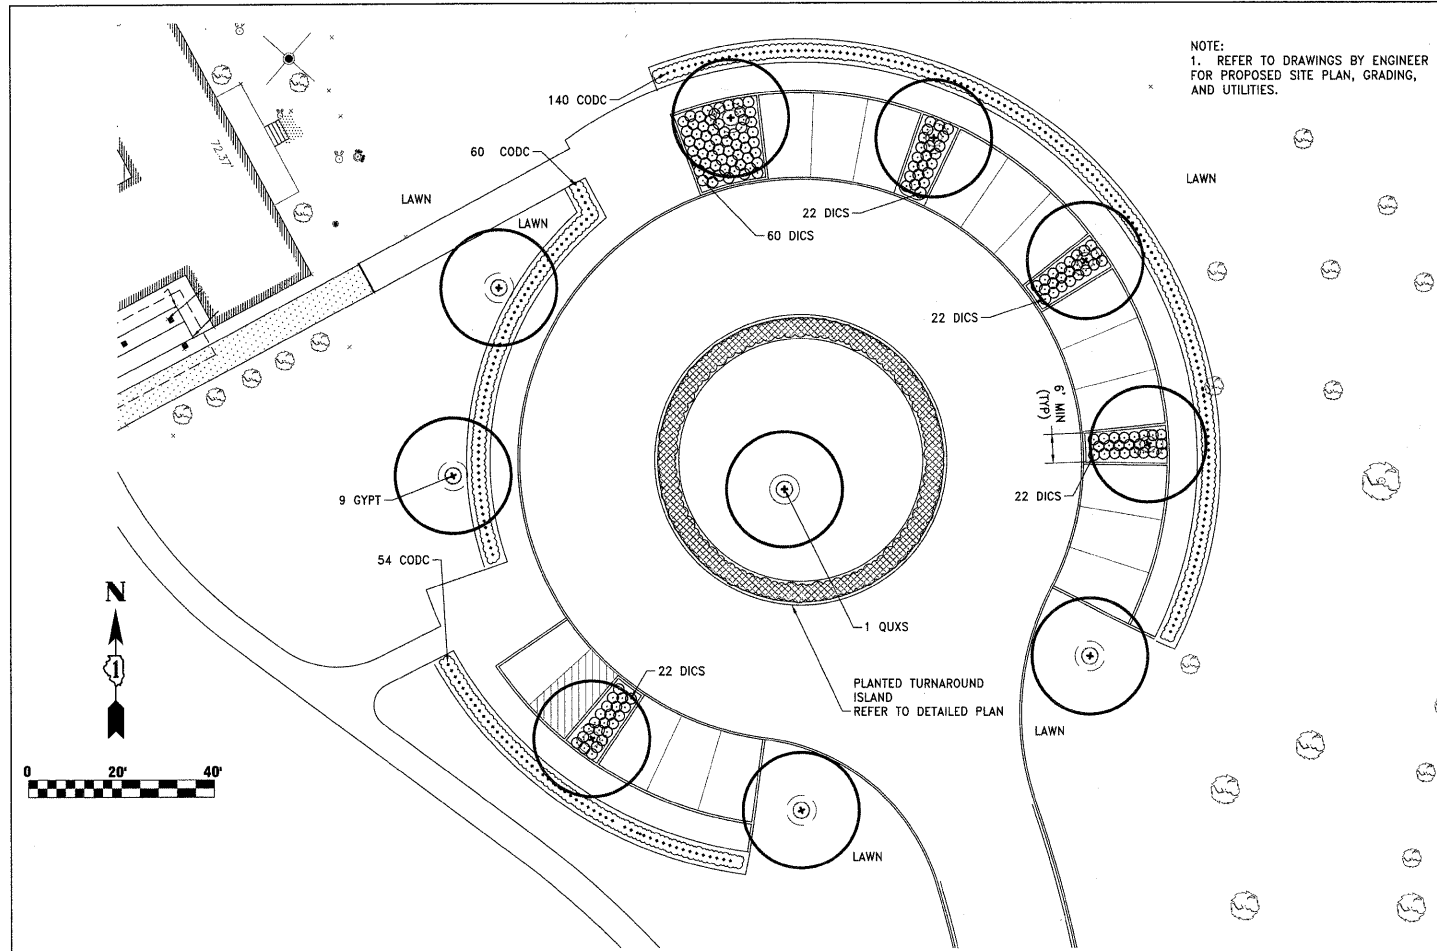 NOTE:
1. REFER TO DRAWINGS BY ENGINEER
FOR PROPOSED SITE PLAN, GRADING,
AND UTILITIES.
140 CODC
60 CODC
72.37'
LAWN
LAWN
LAWN
22 DICS
60 DICS
22 DICS
6' MIN
(TYP)
22 DICS
9 GYPT
54 CODC
N
1
1 QUXS
22 DICS
PLANTED TURNAROUND
ISLAND
REFER TO DETAILED PLAN
LAWN
0 20' 40'
LAWN